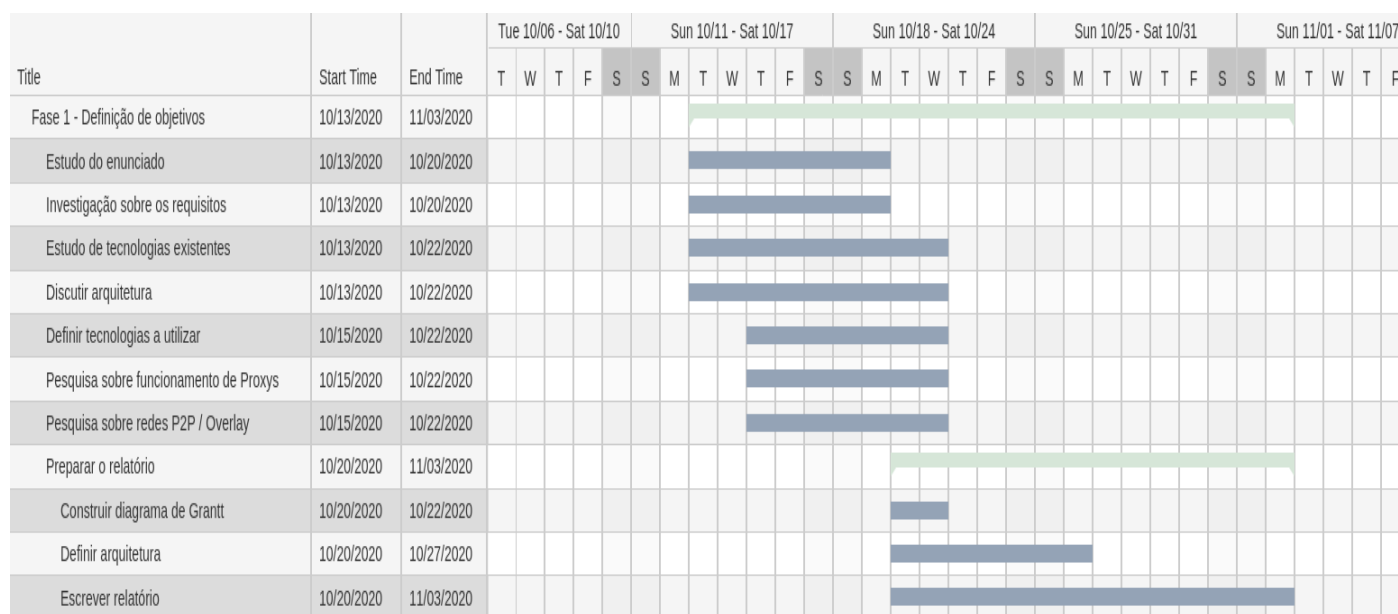 Tue 10/06 - Sat 10/10 Sun 10/11 - Sat 10/17 Sun 10/18 - Sat 10/24 Sun 10/25 - Sat 10/31 Sun 11/01 - Sat 11/07
Title Start Time End Time T W T F S S M T W T F S S M T W T F S S M T W T F S S M T W T F
Fase 1 - Definição de objetivos 10/13/2020 11/03/2020
Estudo do enunciado 10/13/2020 10/20/2020
Investigação sobre os requisitos 10/13/2020 10/20/2020
Estudo de tecnologias existentes 10/13/2020 10/22/2020
Discutir arquitetura 10/13/2020 10/22/2020
Definir tecnologias a utilizar 10/15/2020 10/22/2020
Pesquisa sobre funcionamento de Proxys 10/15/2020 10/22/2020
Pesquisa sobre redes P2P / Overlay 10/15/2020 10/22/2020
Preparar o relatório 10/20/2020 11/03/2020
Construir diagrama de Grantt 10/20/2020 10/22/2020
Definir arquitetura 10/20/2020 10/27/2020
Escrever relatório 10/20/2020 11/03/2020